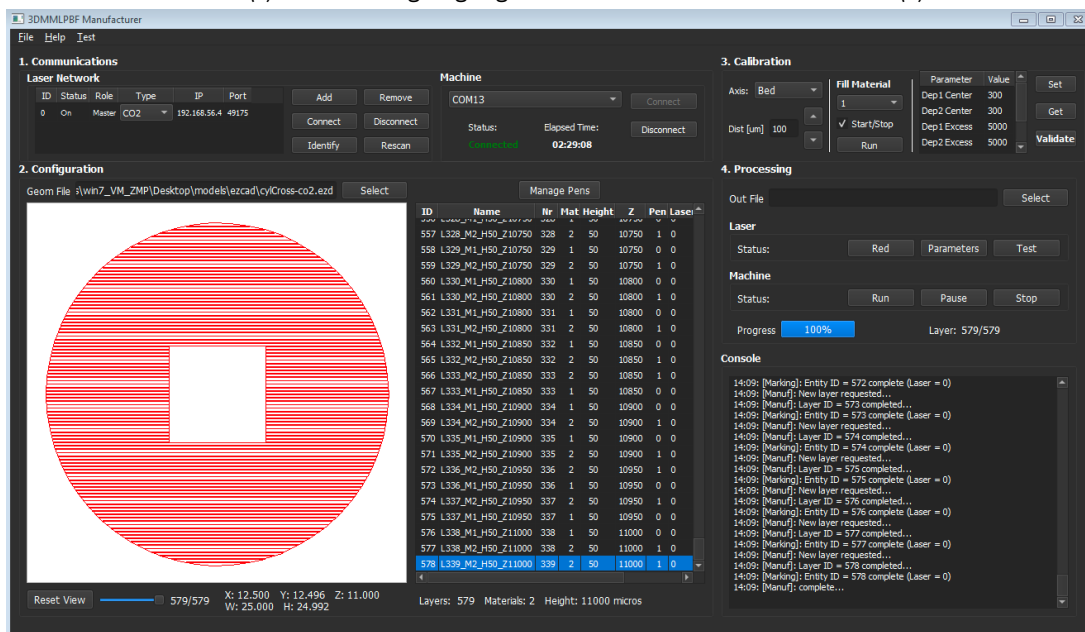 3DMMLPBF Manufacturer
File Help Test
1. Communications
Laser Network
ID Status Role Type IP Port
0 On Master CO2 192.168.56.4 49175
Add Remove
Connect Disconnect
Identify Rescan
Machine
COM13 Connect
Status: Elapsed Time: Disconnect
Connected 02:29:08
3. Calibration
Axis: Bed
Dist [um] 100
Fill Material
1
Start/Stop
Run
Parameter Value
Dep1 Center 300
Dep2 Center 300
Dep1 Excess 5000
Dep2 Excess 5000
Set
Get
Validate
2. Configuration
Geom File :\win7_VM_ZMP\Desktop\models\ezcad\cylCross-co2.ezd Select
Manage Pens
ID Name Nr Mat Height Z Pen Laser
557 L328_M2_H50_Z10750 328 2 50 10750 1 0
558 L329_M1_H50_Z10750 329 1 50 10750 0 0
559 L329_M2_H50_Z10750 329 2 50 10750 1 0
560 L330_M1_H50_Z10800 330 1 50 10800 0 0
561 L330_M2_H50_Z10800 330 2 50 10800 1 0
562 L331_M1_H50_Z10800 331 1 50 10800 0 0
563 L331_M2_H50_Z10800 331 2 50 10800 1 0
564 L332_M1_H50_Z10850 332 1 50 10850 0 0
565 L332_M2_H50_Z10850 332 2 50 10850 1 0
566 L333_M2_H50_Z10850 333 2 50 10850 1 0
567 L333_M1_H50_Z10850 333 1 50 10850 0 0
568 L334_M1_H50_Z10900 334 1 50 10900 0 0
569 L334_M2_H50_Z10900 334 2 50 10900 1 0
570 L335_M1_H50_Z10900 335 1 50 10900 0 0
571 L335_M2_H50_Z10900 335 2 50 10900 1 0
572 L336_M2_H50_Z10950 336 2 50 10950 1 0
573 L336_M1_H50_Z10950 336 1 50 10950 0 0
574 L337_M2_H50_Z10950 337 2 50 10950 1 0
575 L337_M1_H50_Z10950 337 1 50 10950 0 0
576 L338_M1_H50_Z11000 338 1 50 11000 0 0
577 L338_M2_H50_Z11000 338 2 50 11000 1 0
578 L339_M2_H50_Z11000 339 2 50 11000 1 0
Reset View 579/579
X: 12.500 Y: 12.496 Z: 11.000
W: 25.000 H: 24.992
Layers: 579 Materials: 2 Height: 11000 micros
4. Processing
Out File Select
Laser
Status: Red Parameters Test
Machine
Status: Run Pause Stop
Progress 100% Layer: 579/579
Console
14:09: [Marking]: Entity ID = 572 complete (Laser = 0)
14:09: [Manuf]: New layer requested...
14:09: [Manuf]: Layer ID = 573 completed...
14:09: [Marking]: Entity ID = 573 complete (Laser = 0)
14:09: [Manuf]: New layer requested...
14:09: [Manuf]: Layer ID = 574 completed...
14:09: [Marking]: Entity ID = 574 complete (Laser = 0)
14:09: [Manuf]: New layer requested...
14:09: [Manuf]: Layer ID = 575 completed...
14:09: [Marking]: Entity ID = 575 complete (Laser = 0)
14:09: [Manuf]: New layer requested...
14:09: [Manuf]: Layer ID = 576 completed...
14:09: [Marking]: Entity ID = 576 complete (Laser = 0)
14:09: [Manuf]: New layer requested...
14:09: [Manuf]: Layer ID = 577 completed...
14:09: [Marking]: Entity ID = 577 complete (Laser = 0)
14:09: [Manuf]: New layer requested...
14:09: [Manuf]: Layer ID = 578 completed...
14:09: [Marking]: Entity ID = 578 complete (Laser = 0)
14:09: [Manuf]: complete...